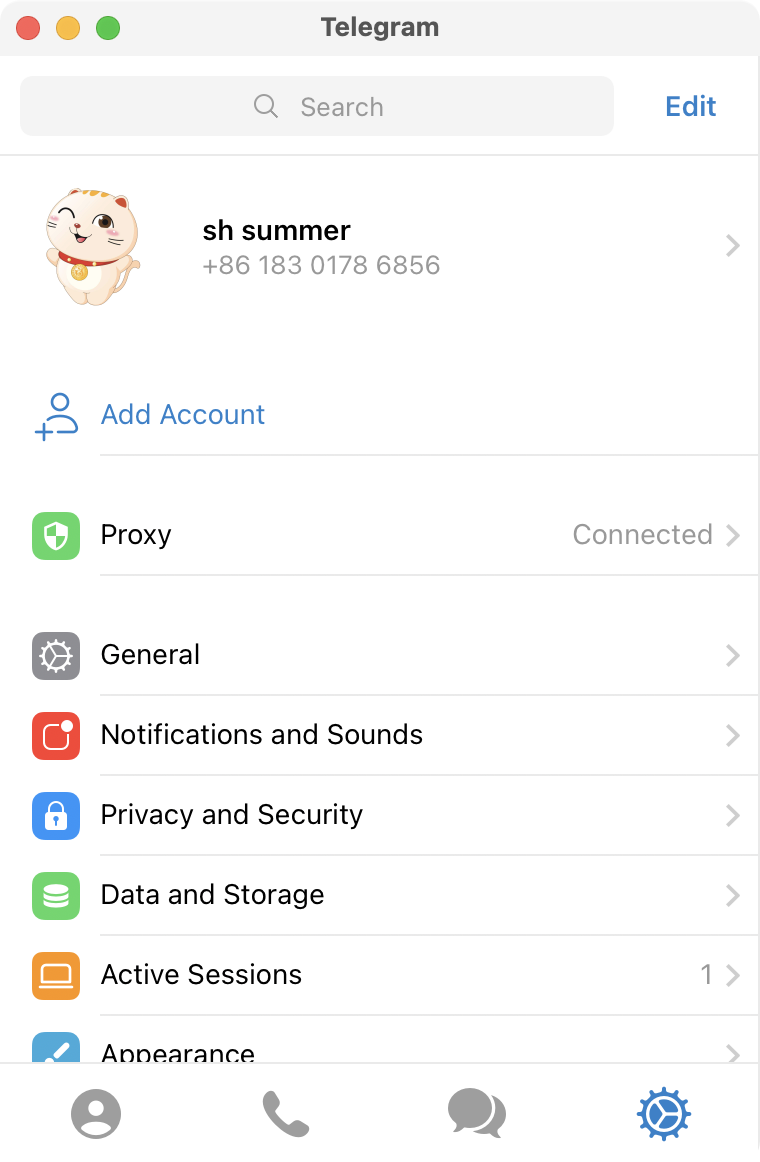 Telegram
Search
Edit
sh summer
+86 183 0178 6856
Add Account
Proxy Connected
General
Notifications and Sounds
Privacy and Security
Data and Storage
Active Sessions 1
Appearance